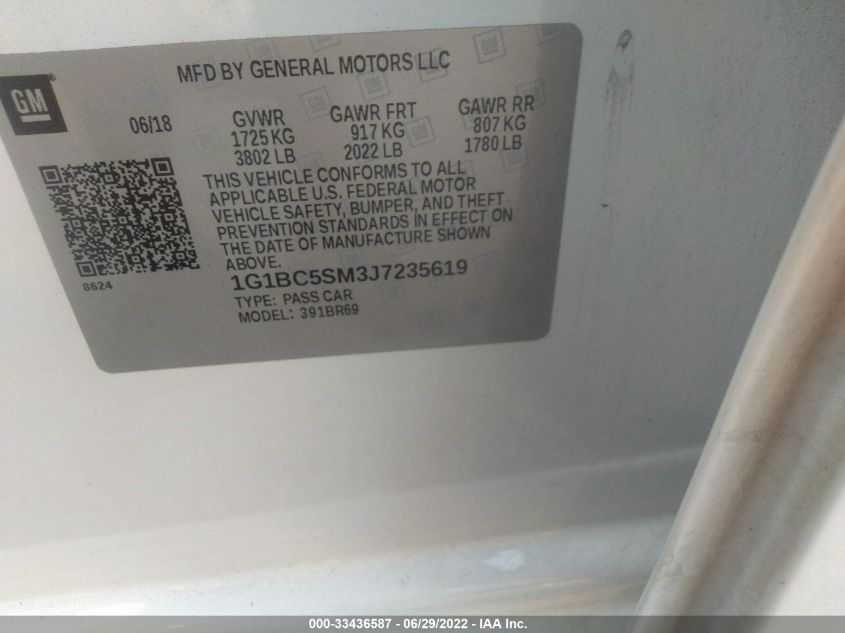 MFD BY GENERAL MOTORS LLC
GM
06/18
GVWR
1725 KG
3802 LB
GAWR FRT
917 KG
2022 LB
GAWR RR
807 KG
1780 LB
THIS VEHICLE CONFORMS TO ALL
APPLICABLE U.S. FEDERAL MOTOR
VEHICLE SAFETY, BUMPER, AND THEFT
PREVENTION STANDARDS IN EFFECT ON
THE DATE OF MANUFACTURE SHOWN
ABOVE.
8624
1G1BC5SM3J7235619
TYPE: PASS CAR
MODEL: 391BR69
000-33436587 - 06/29/2022 - IAA Inc.